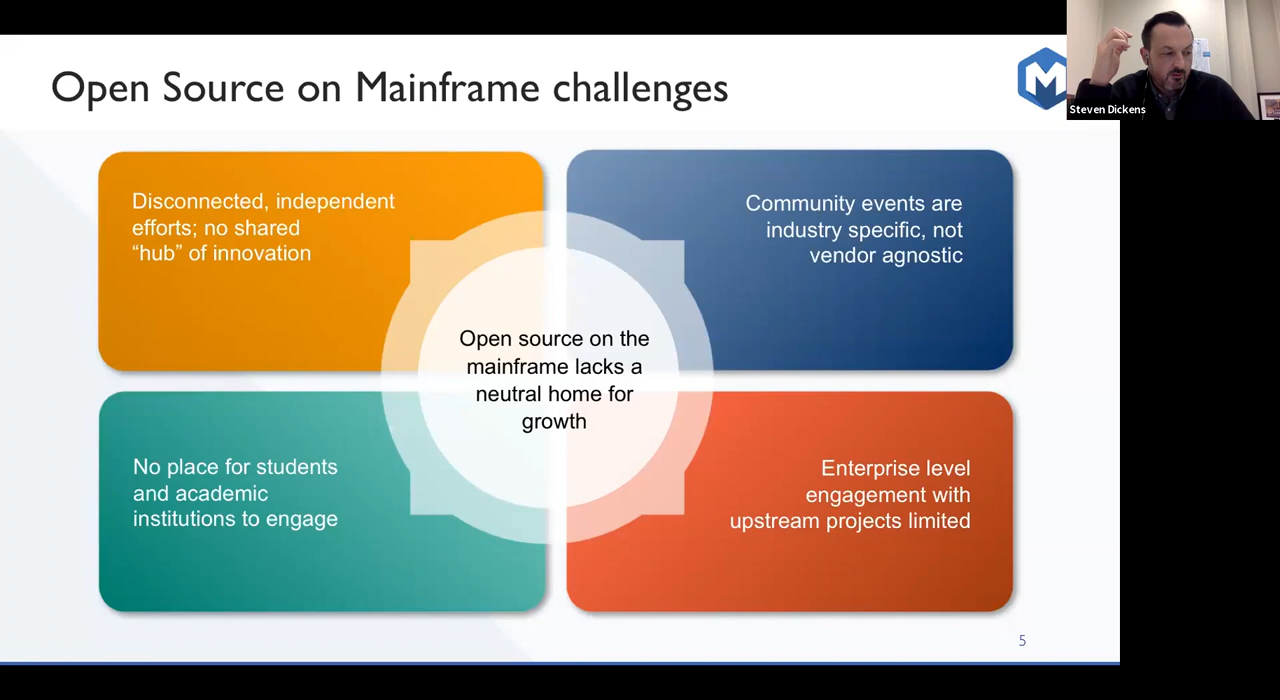 Open Source on Mainframe challenges
M
Steven Dickens
Disconnected, independent
efforts; no shared
“hub” of innovation
Community events are
industry specific, not
vendor agnostic
Open source on the
mainframe lacks a
neutral home for
growth
No place for students
and academic
institutions to engage
Enterprise level
engagement with
upstream projects limited
5